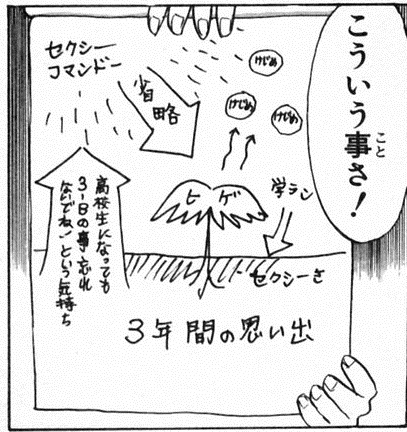 こういう事さ！
こと
セクシー
コマンドー
省略
けじめ
けじめ
けじめ
ヒゲ
学ラン
セクシーさ
高校生になっても
3-Bの事忘れ
ないでね！という気持ち
3年間の思い出